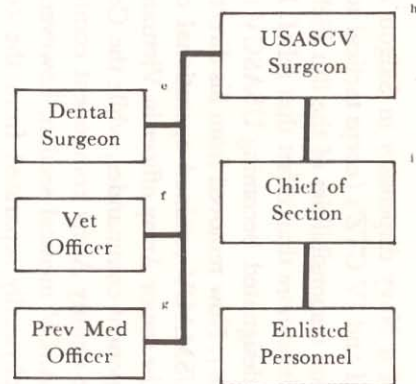 h
USASCV
Surgeon
e
Dental
Surgeon
i
Chief of
Section
f
Vet
Officer
g
Prev Med
Officer
Enlisted
Personnel